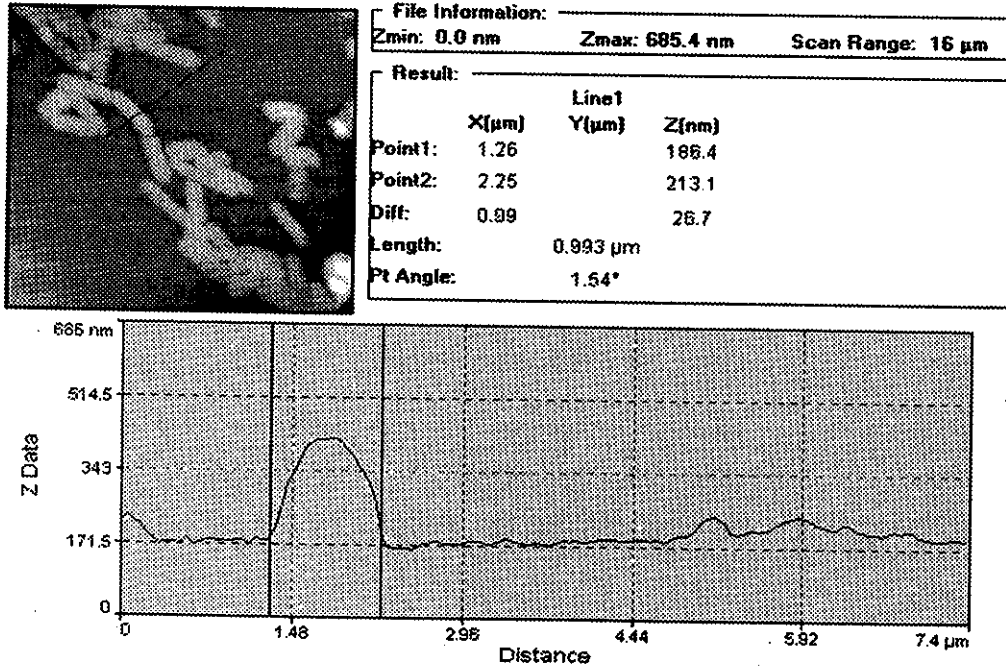 File Information:
Zmin: 0.0 nm Zmax: 685.4 nm Scan Range: 16 µm
Result:
Line1
X(µm) Y(µm) Z(nm)
Point1: 1.26 186.4
Point2: 2.25 213.1
Diff: 0.99 26.7
Length: 0.993 µm
Pt Angle: 1.54°
686 nm
514.5
343
171.5
0
Z Data
0 1.48 2.96 4.44 5.92 7.4 µm
Distance